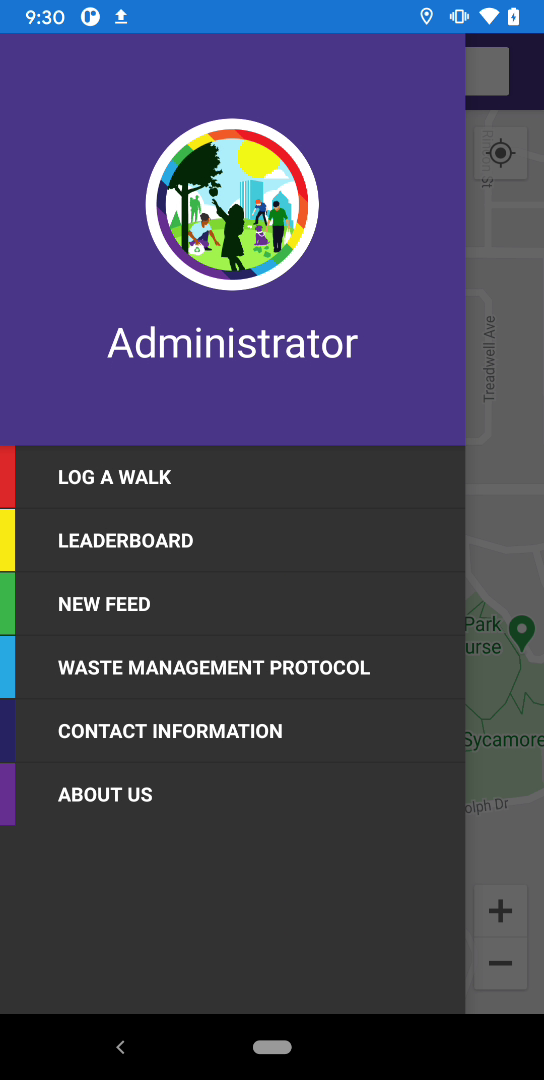 9:30
Administrator
LOG A WALK
LEADERBOARD
NEW FEED
WASTE MANAGEMENT PROTOCOL
CONTACT INFORMATION
ABOUT US
St
Treadwell Ave
Park
urse
Sycamore
olph Dr